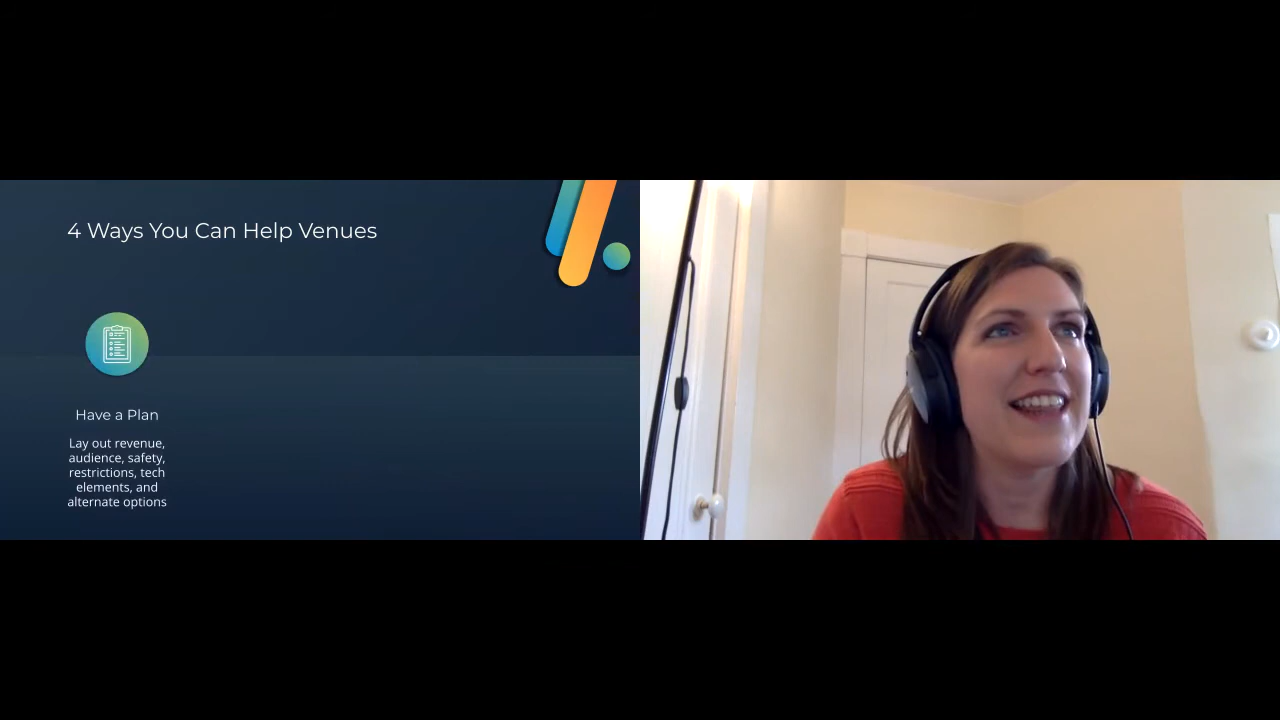 4 Ways You Can Help Venues
Have a Plan
Lay out revenue,
audience, safety,
restrictions, tech
elements, and
alternate options